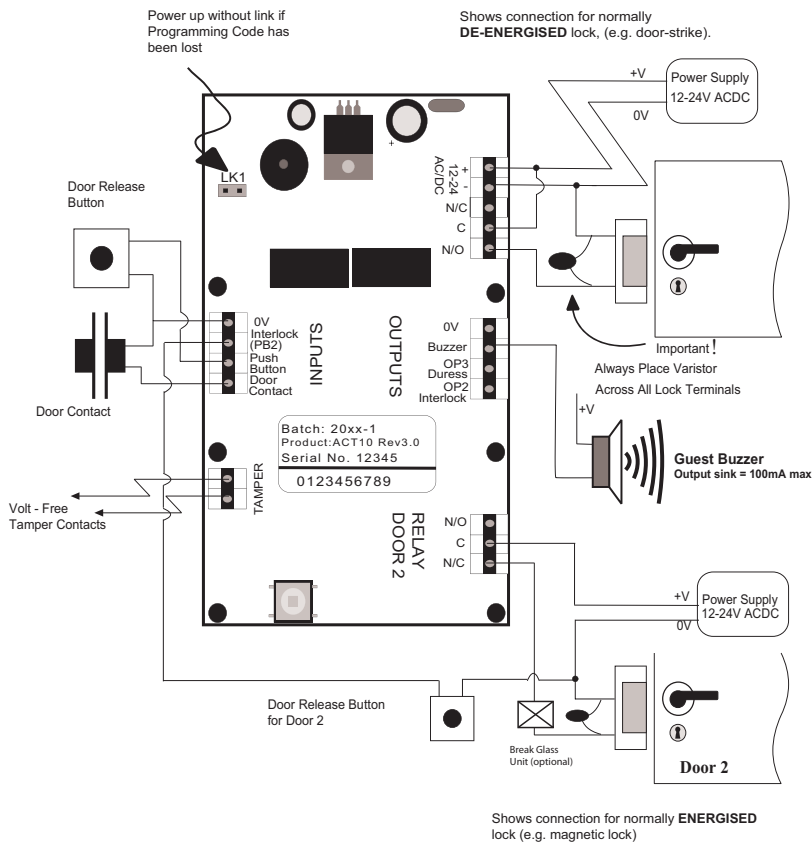 Power up without link if
Programming Code has
been lost
Shows connection for normally
DE-ENERGISED lock, (e.g. door-strike).
+V
Power Supply
12-24V ACDC
0V
LK1
+
12-24
AC/DC
+
-
N/C
C
N/O
Door Release
Button
0V
Interlock
(PB2)
Push
Button
Door
Contact
INPUTS
OUTPUTS
0V
Buzzer
OP3
Duress
OP2
Interlock
Important!
Always Place Varistor
Across All Lock Terminals
Door Contact
+V
Guest Buzzer
Output sink = 100mA max
Batch: 20xx-1
Product:ACT10 Rev3.0
Serial No. 12345
0123456789
TAMPER
Volt - Free
Tamper Contacts
RELAY
DOOR 2
N/O
C
N/C
+V
Power Supply
12-24V ACDC
0V
Door Release Button
for Door 2
Break Glass
Unit (optional)
Door 2
Shows connection for normally ENERGISED
lock (e.g. magnetic lock)